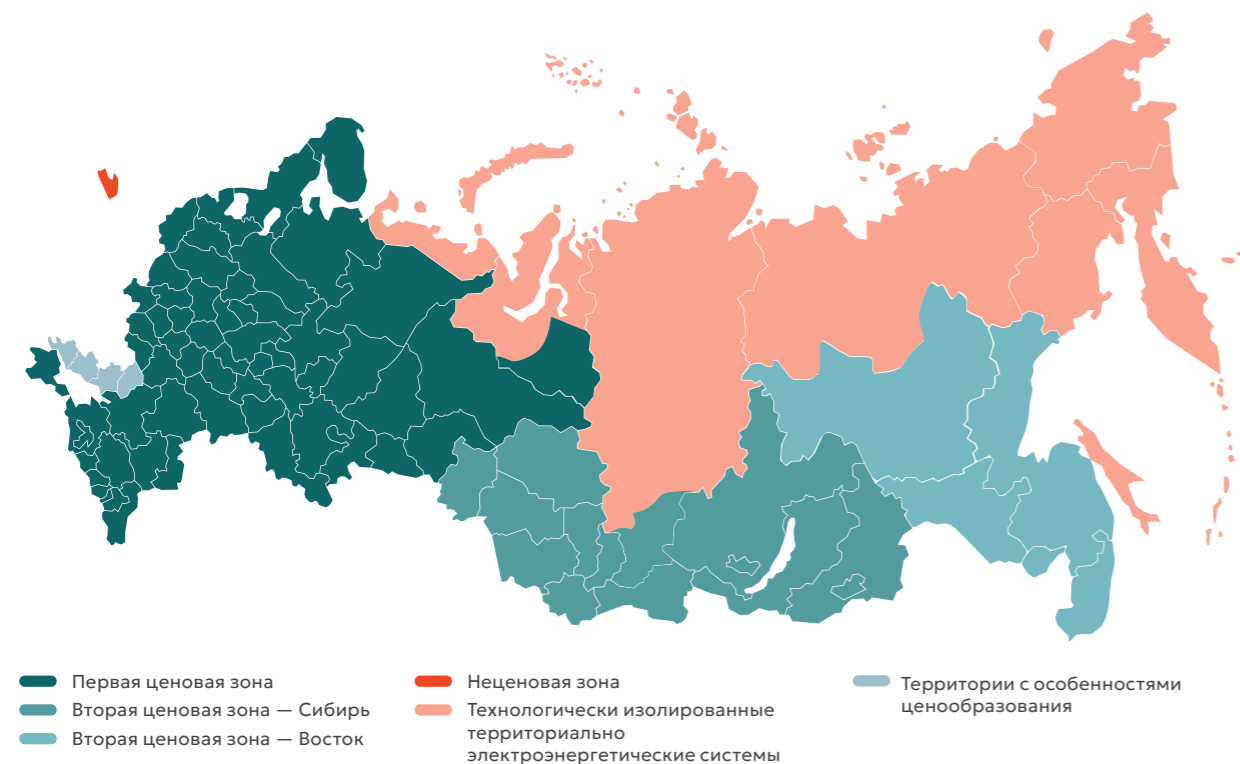 Первая ценовая зона
Вторая ценовая зона — Сибирь
Вторая ценовая зона — Восток
Неценовая зона
Технологически изолированные
территориально
электроэнергетические системы
Территории с особенностями
ценообразования